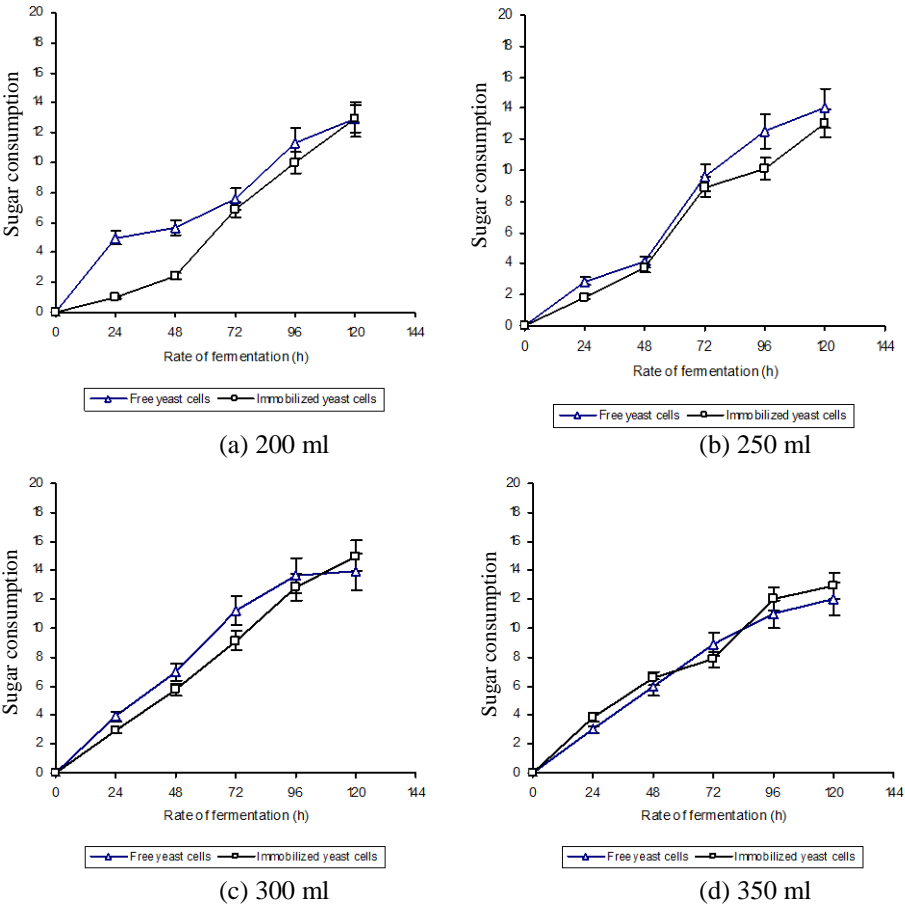 20
18
16
14
12
10
8
6
4
2
0
Sugar consumption
0 24 48 72 96 120 144
Rate of fermentation (h)
Free yeast cells Immobilized yeast cells
(a) 200 ml
20
18
16
14
12
10
8
6
4
2
0
Sugar consumption
0 24 48 72 96 120 144
Rate of fermentation (h)
Free yeast cells Immobilized yeast cells
(b) 250 ml
20
18
16
14
12
10
8
6
4
2
0
Sugar consumption
0 24 48 72 96 120 144
Rate of fermentation (h)
Free yeast cells Immobilized yeast cells
(c) 300 ml
20
18
16
14
12
10
8
6
4
2
0
Sugar consumption
0 24 48 72 96 120 144
Rate of fermentation (h)
Free yeast cells Immobilized yeast cells
(d) 350 ml